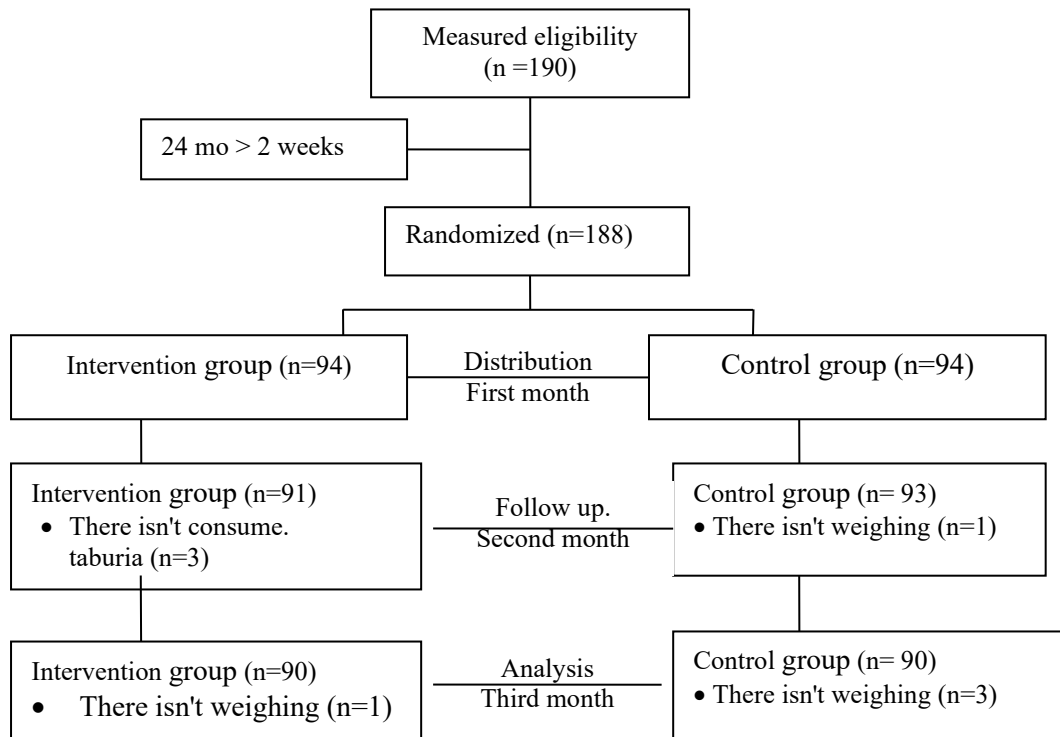 Measured eligibility
(n =190)
24 mo > 2 weeks
Randomized (n=188)
Intervention group (n=94)
Distribution
First month
Control group (n=94)
Intervention group (n=91)
• There isn't consume.
taburia (n=3)
Follow up.
Second month
Control group (n= 93)
• There isn't weighing (n=1)
Intervention group (n=90)
• There isn't weighing (n=1)
Analysis
Third month
Control group (n= 90)
• There isn't weighing (n=3)